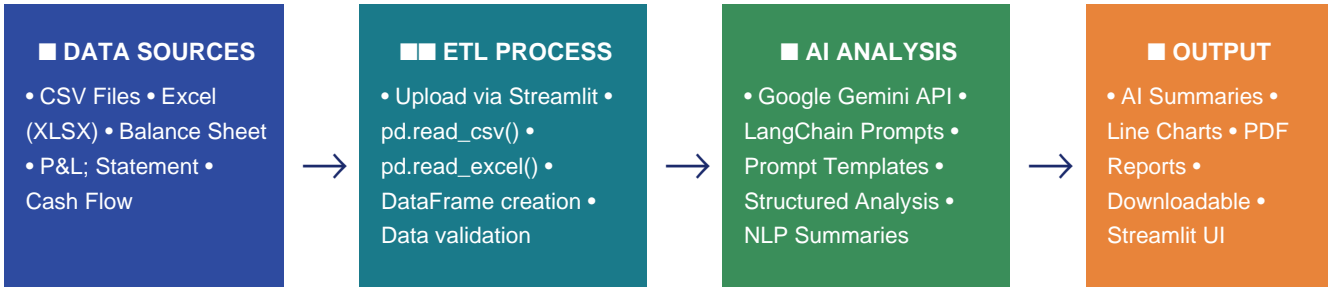 ■ DATA SOURCES
• CSV Files • Excel
(XLSX) • Balance Sheet
• P&L; Statement •
Cash Flow
→
■■ ETL PROCESS
• Upload via Streamlit •
pd.read_csv() •
pd.read_excel() •
DataFrame creation •
Data validation
→
■ AI ANALYSIS
• Google Gemini API •
LangChain Prompts •
Prompt Templates •
Structured Analysis •
NLP Summaries
→
■ OUTPUT
• AI Summaries •
Line Charts • PDF
Reports •
Downloadable •
Streamlit UI